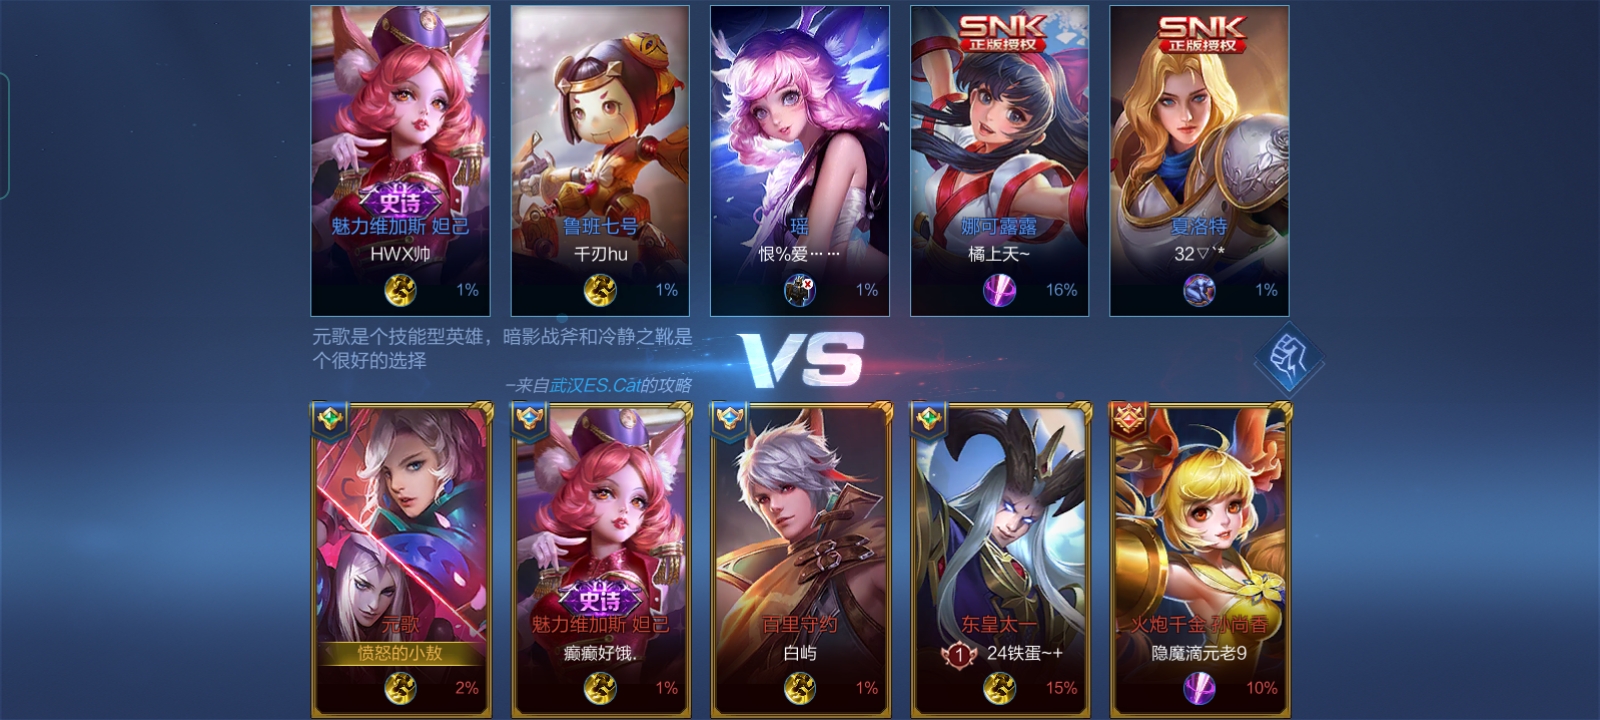 SNK
正版授权
SNK
正版授权
史诗
魅力维加斯 妲己
鲁班七号
瑶
娜可露露
夏洛特
HWX帅
千刃hu
恨%爱⋯⋯
橘上天~
32▽`*
1%
1%
1%
16%
1%
元歌是个技能型英雄，暗影战斧和冷静之靴是
个很好的选择
-来自武汉ES.Cat的攻略
VS
史诗
元歌
魅力维加斯 妲己
百里守约
东皇太一
火炮千金 孙尚香
愤怒的小敖
癫癫好饿.
白屿
1
24铁蛋~++
隐魔滴元老9
2%
1%
1%
15%
10%